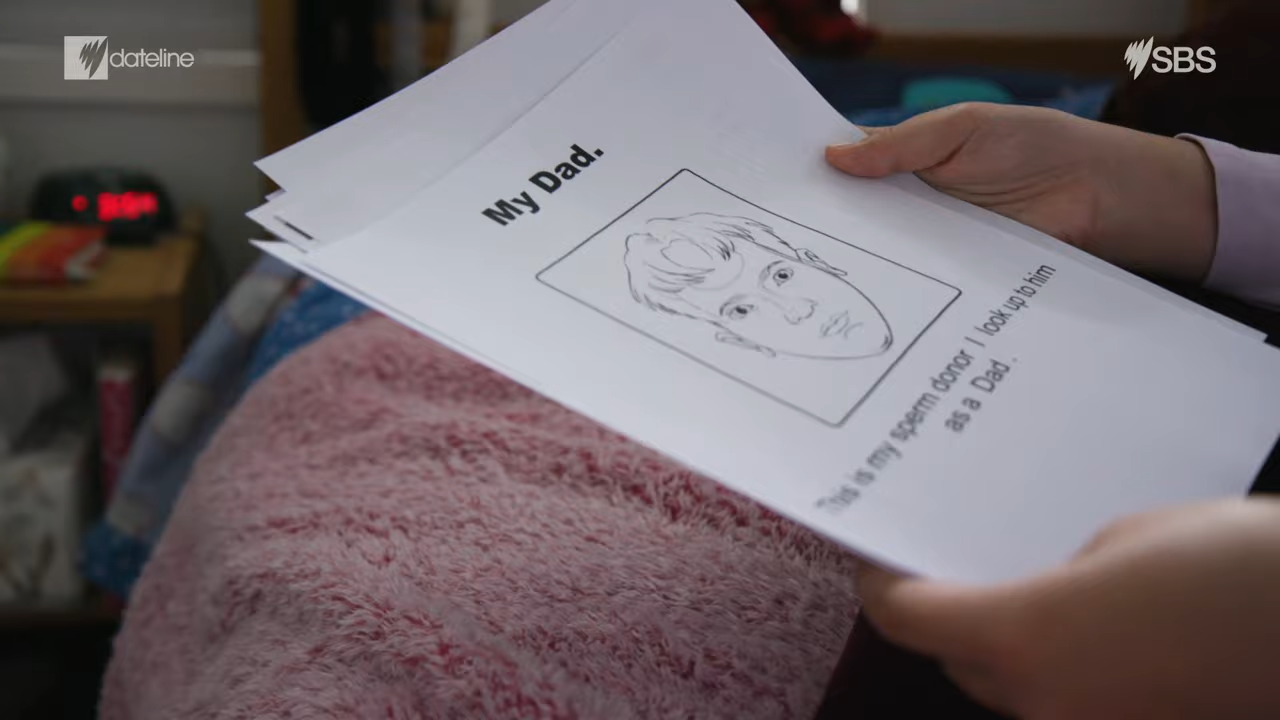 dateline
SBS
My Dad.
This is my sperm donor I look up to him
as a Dad.